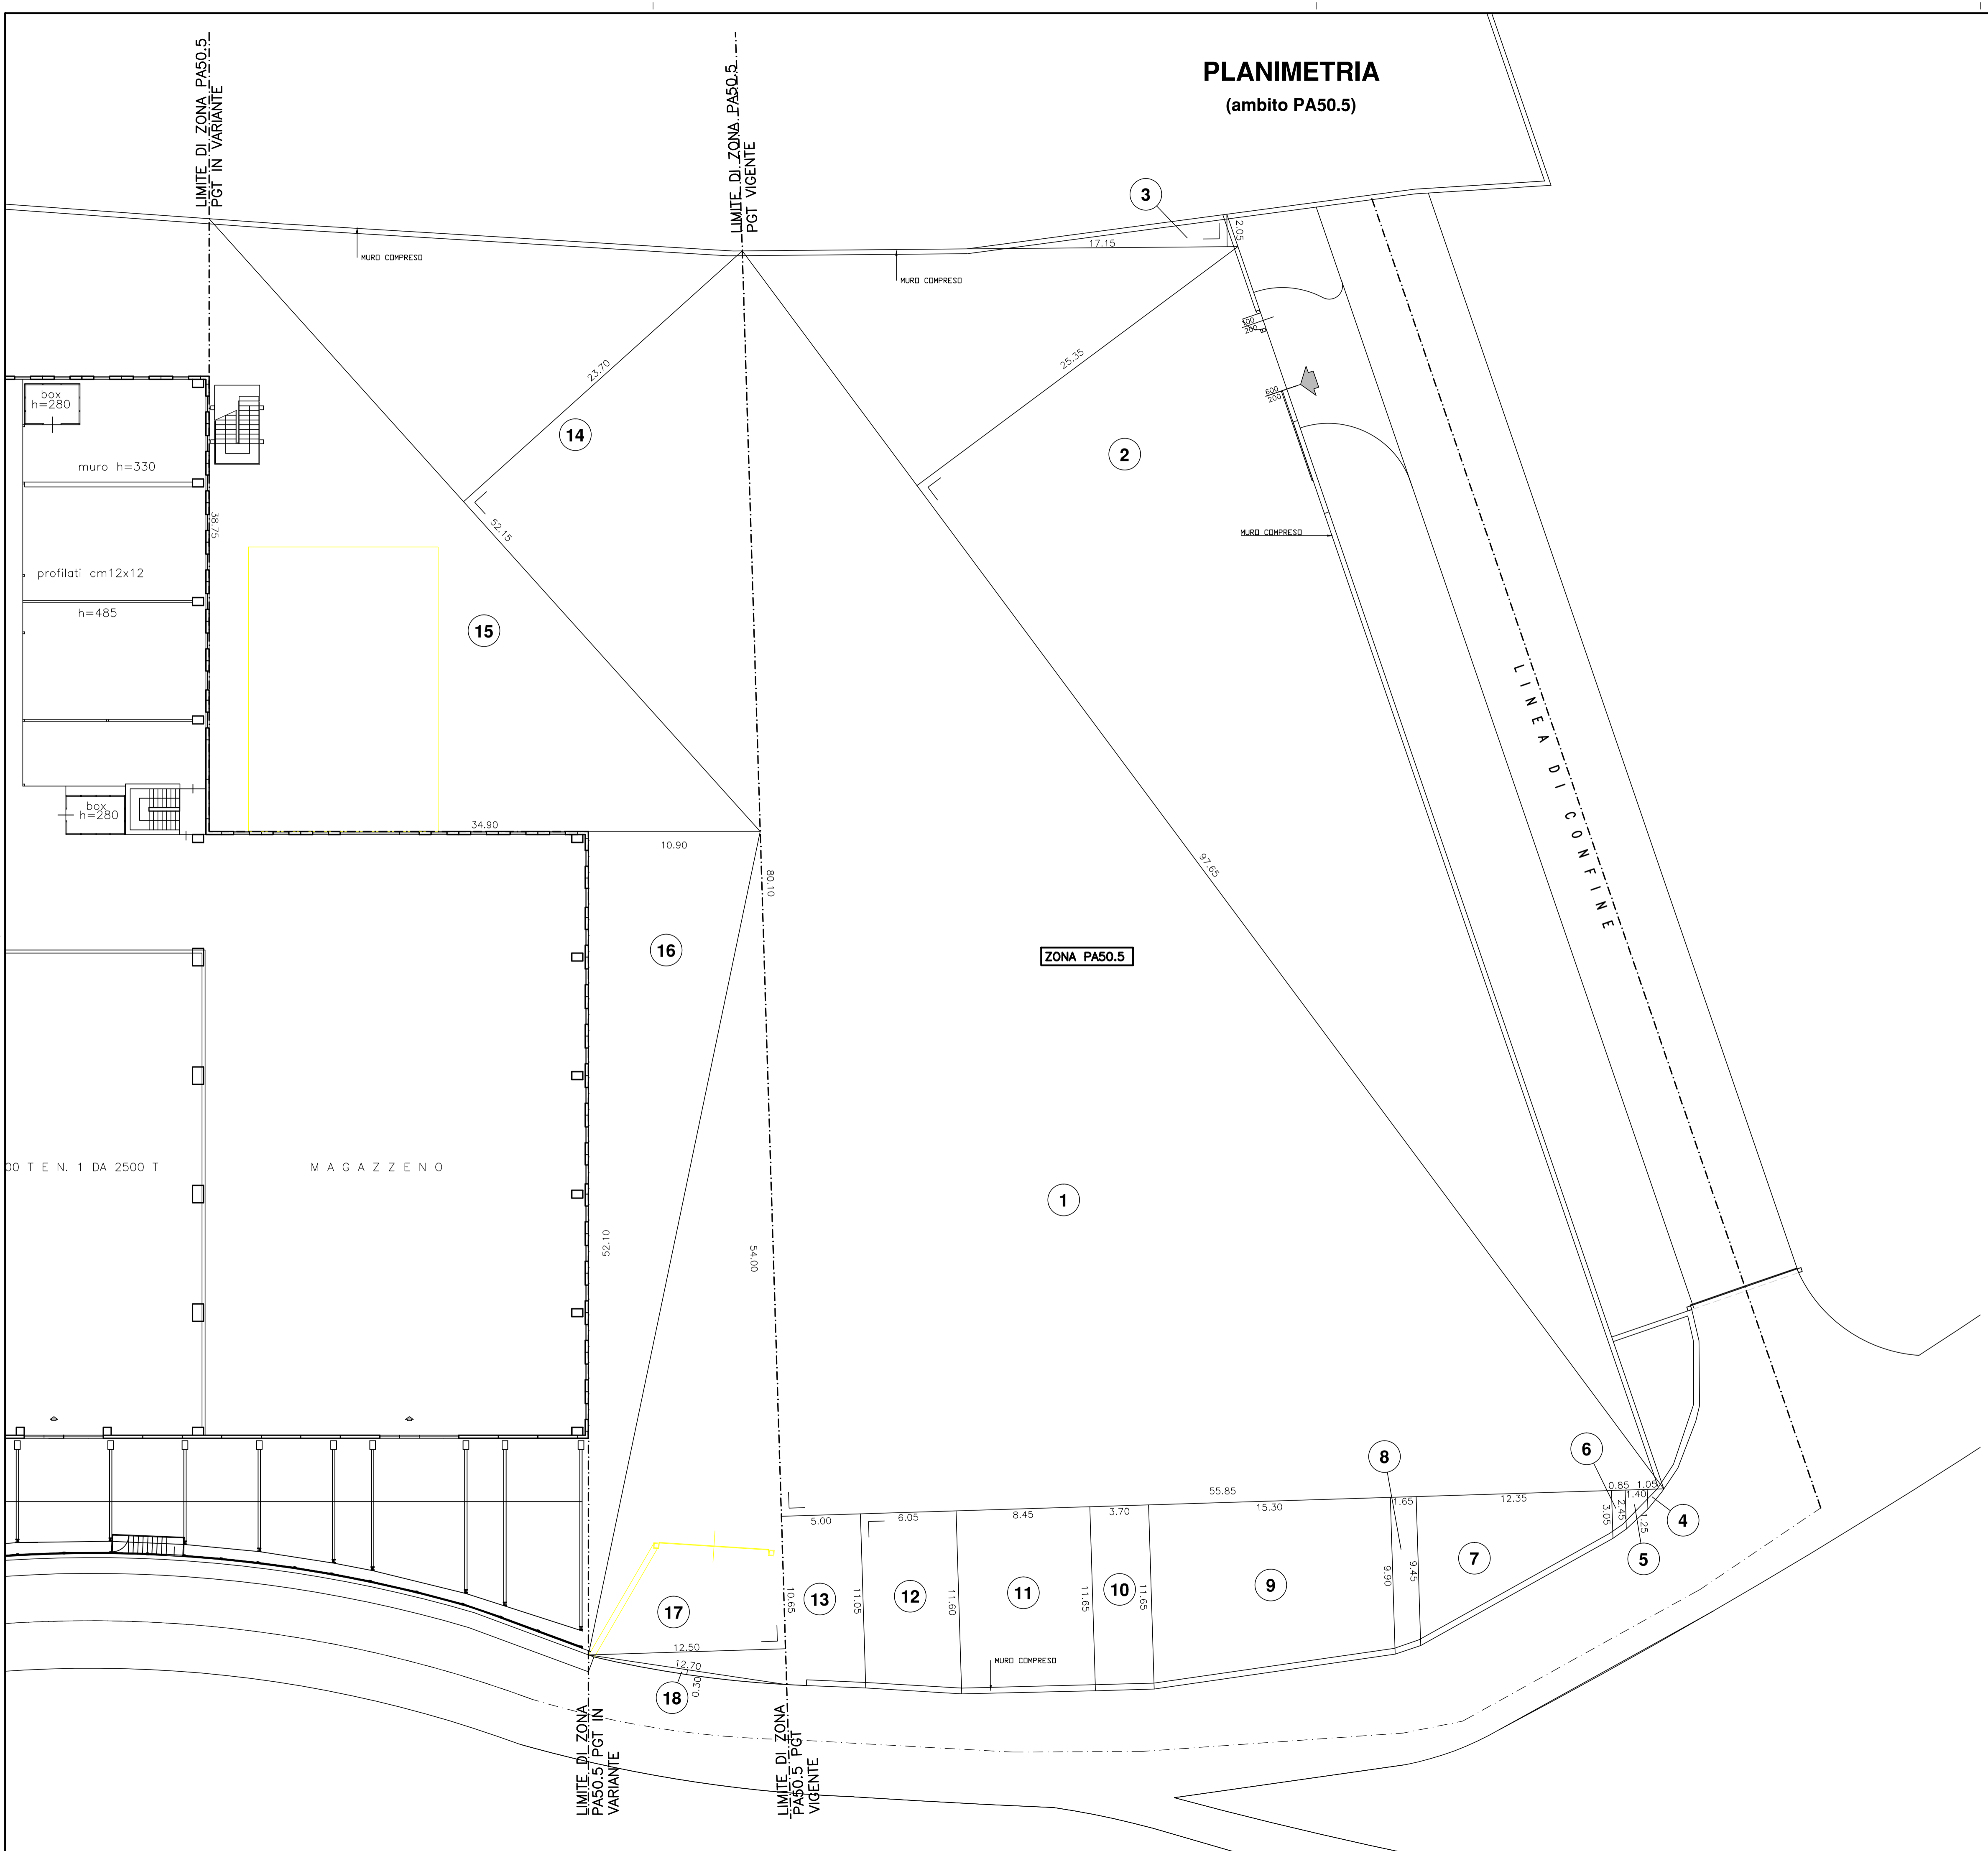 PLANIMETRIA
(ambito PA50.5)
LIMITE DI ZONA PA50.5
PGT IN VARIANTE
LIMITE DI ZONA PA50.5
PGT VIGENTE
3
17.15
2.05
MURO COMPRESO
MURO COMPRESO
100
200
23.70
25.35
600
200
box
h=280
14
2
muro h=330
38.75
52.15
MURO COMPRESO
profilati cm12x12
h=485
15
LINEA DI CONFINE
box
h=280
34.90
10.90
97.65
80.10
16
ZONA PA50.5
00 T E N. 1 DA 2500 T
MAGAZZENO
1
52.10
54.00
8
6
55.85
0.85
1.05
1.40
5.00
6.05
8.45
3.70
15.30
1.65
12.35
3.05
2.45
1.25
4
5
7
9.90
9.45
9
10
11
12
13
10.65
11.05
11.60
11.65
11.65
17
12.50
12.70
0.30
18
MURO COMPRESO
LIMITE DI ZONA
PA50.5 PGT IN
VARIANTE
LIMITE DI ZONA
PA50.5 PGT
VIGENTE